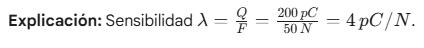 Explicación: Sensibilidad λ = Q/F = 200 pC/50 N = 4 pC/N.